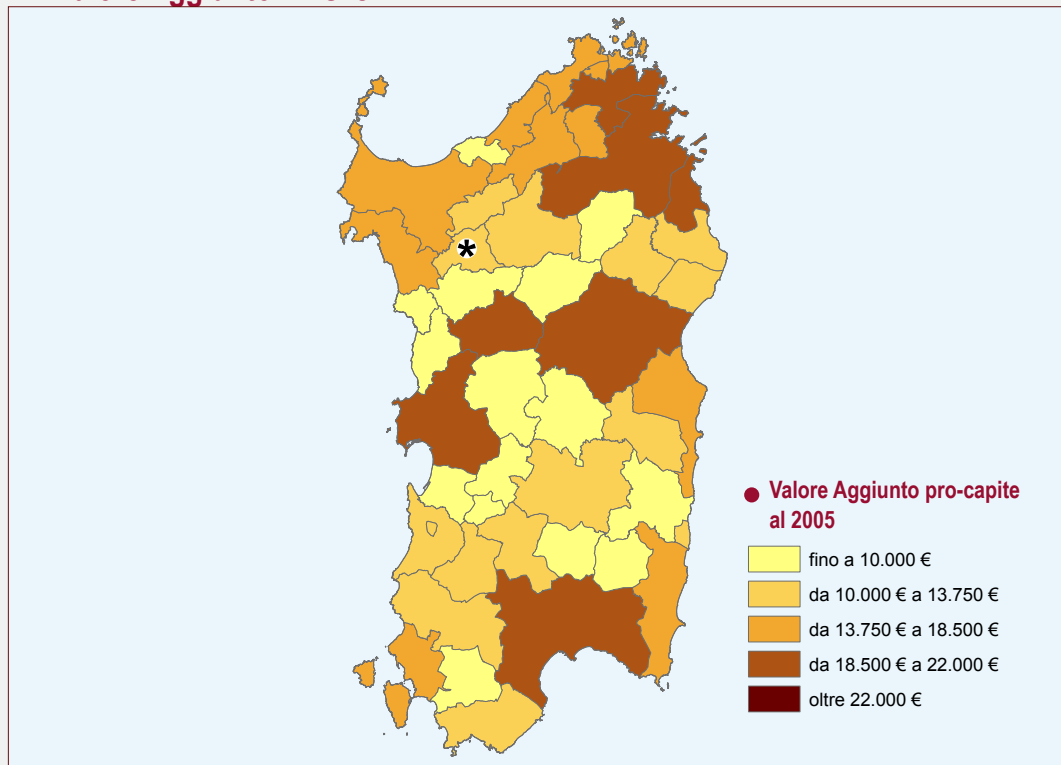 Valore Aggiunto pro-capite
al 2005
fino a 10.000 €
da 10.000 € a 13.750 €
da 13.750 € a 18.500 €
da 18.500 € a 22.000 €
oltre 22.000 €